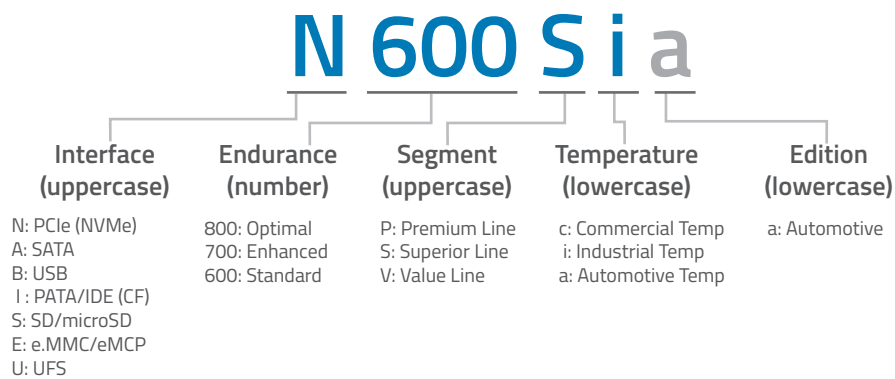 N 600 S i a
Interface
(uppercase)
N: PCIe (NVMe)
A: SATA
B: USB
I : PATA/IDE (CF)
S: SD/microSD
E: e.MMC/eMCP
U: UFS
Endurance
(number)
800: Optimal
700: Enhanced
600: Standard
Segment
(uppercase)
P: Premium Line
S: Superior Line
V: Value Line
Temperature
(lowercase)
c: Commercial Temp
i: Industrial Temp
a: Automotive Temp
Edition
(lowercase)
a: Automotive